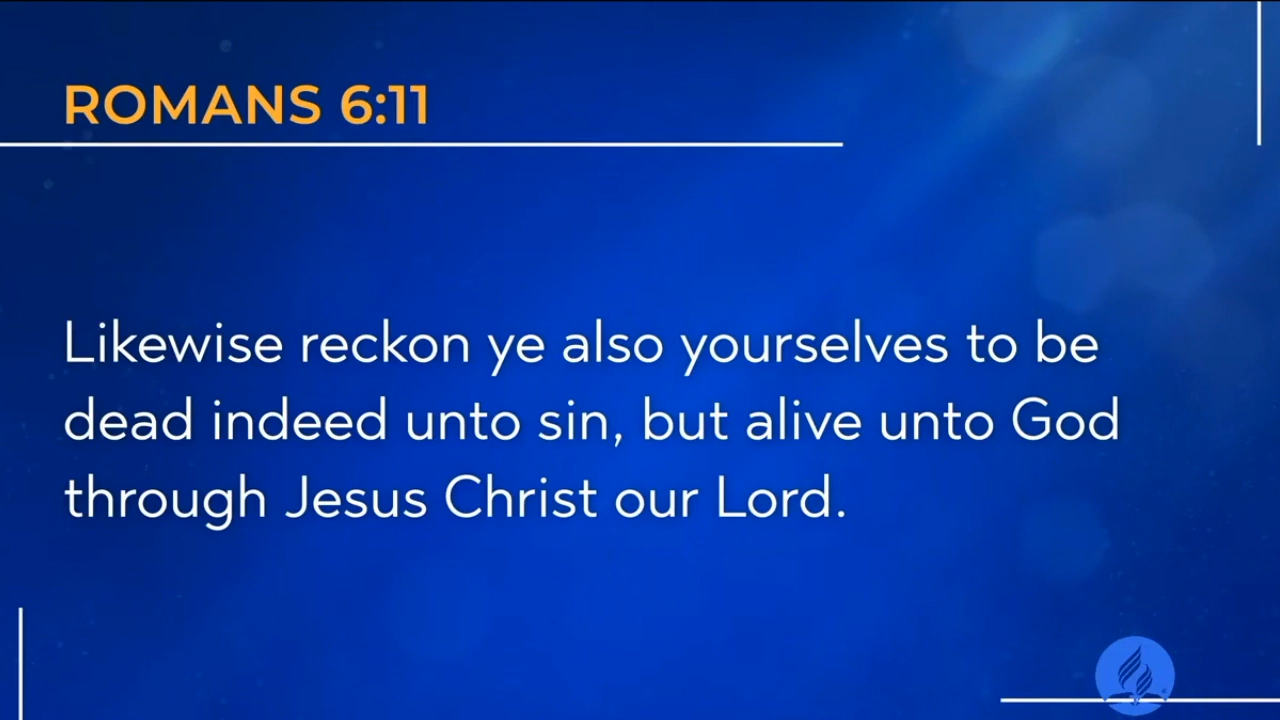 ROMANS 6:11
Likewise reckon ye also yourselves to be
dead indeed unto sin, but alive unto God
through Jesus Christ our Lord.